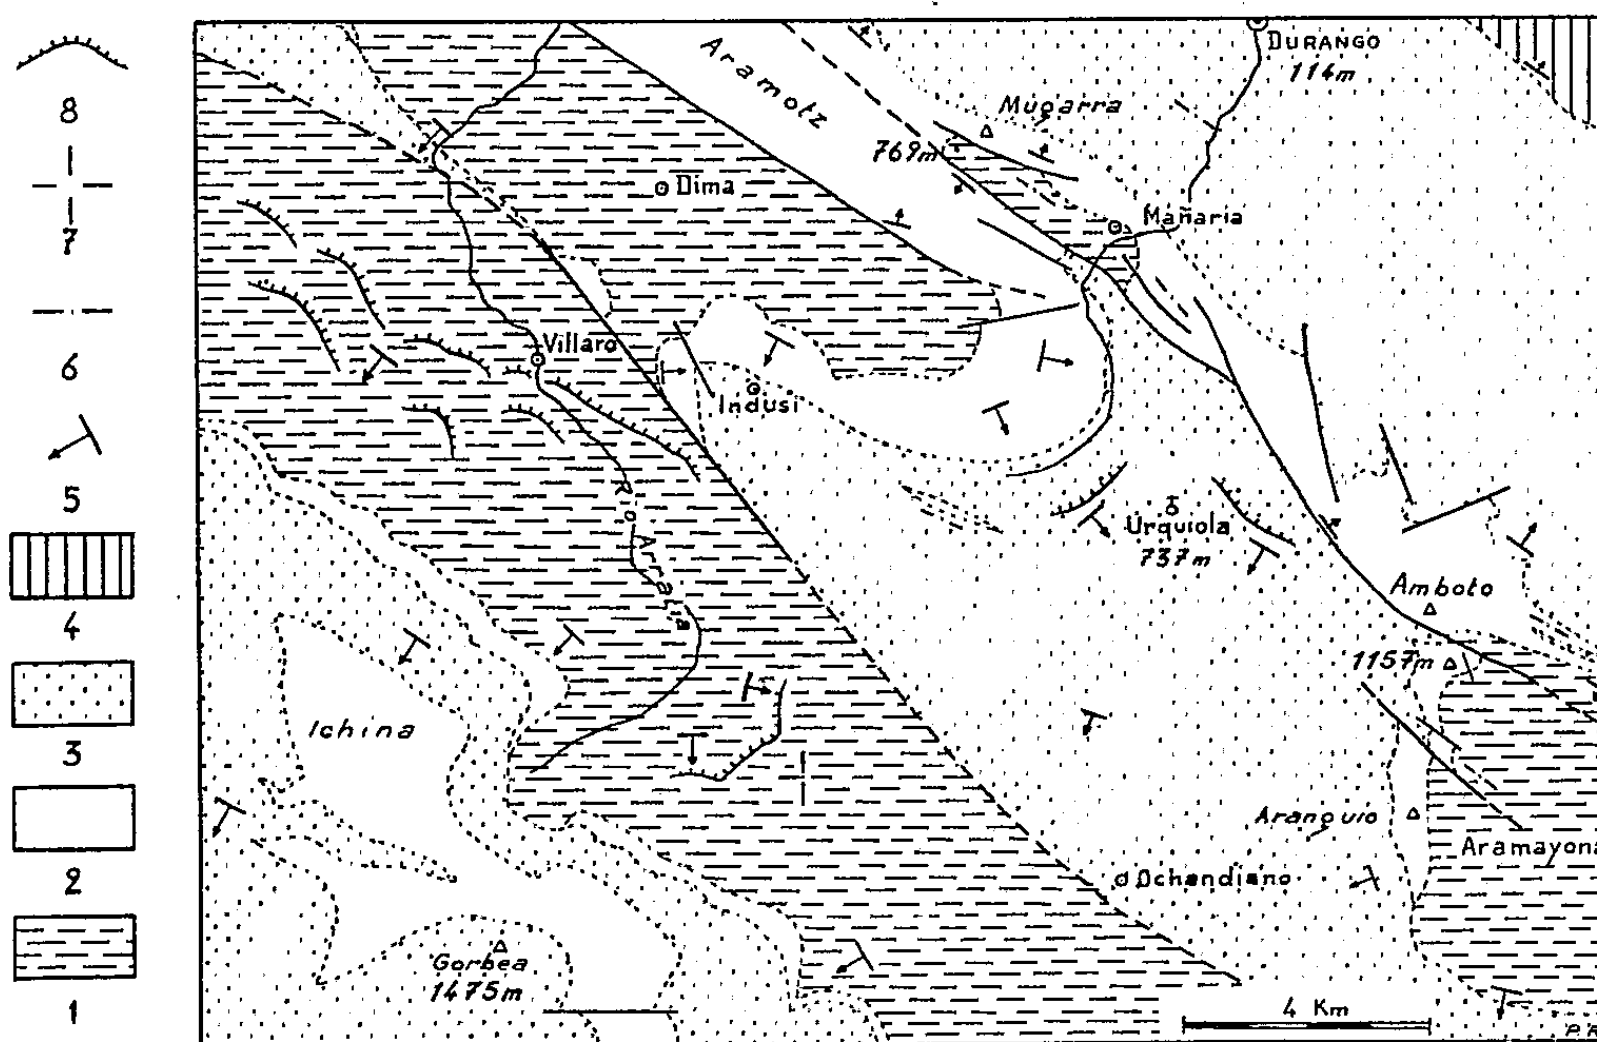 8
7
6
5
4
3
2
1
DURANGO
114m
Aramotz
Mugarra
769m
Dima
Mañaria
Villaro
Indusi
Urquiola
737m
Amboto
1157m
Ichina
Aranguio
Aramayona
Ochandiano
Gorbea
1475m
4 Km